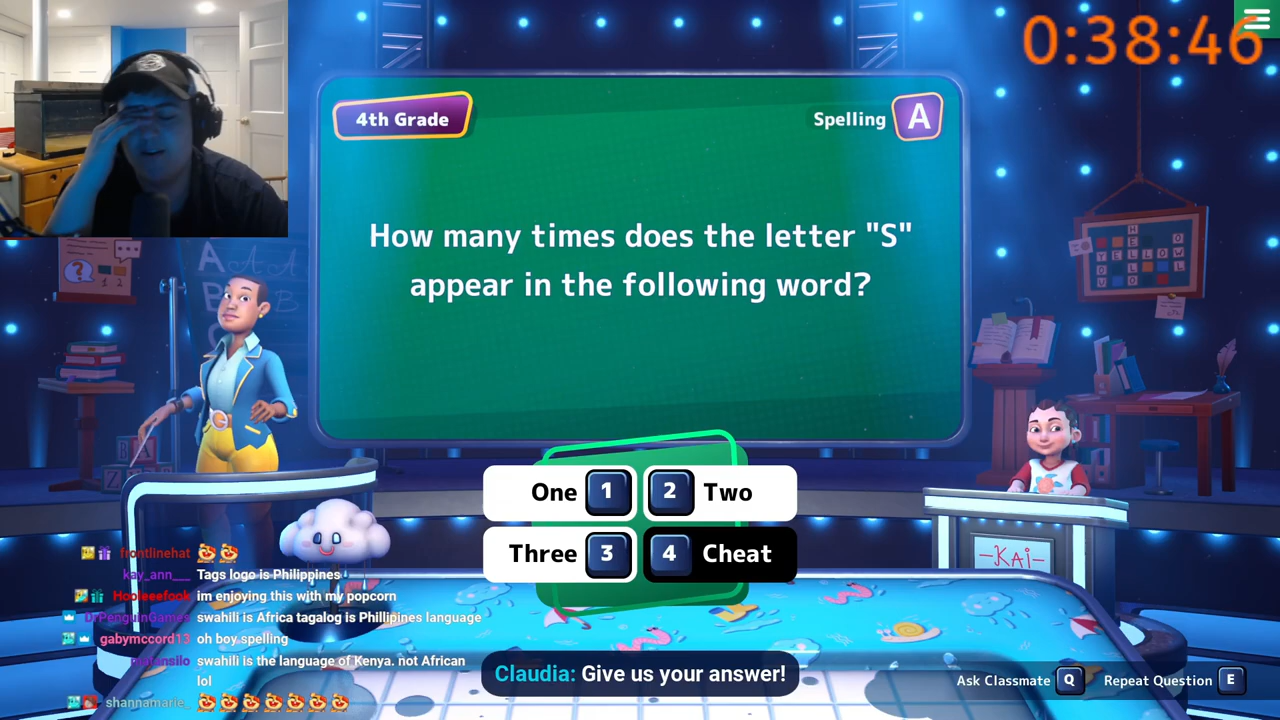 0:38:46
4th Grade
Spelling A
How many times does the letter "S"
appear in the following word?
One 1
2 Two
Three 3
4 Cheat
KAI
frontlinehat
kay_ann___ Tags logo is Philippines
Hooleeefook im enjoying this with my popcorn
DrPenguinGames swahili is Africa tagalog is Phillipines language
gabymccord13 oh boy spelling
swahili is the language of Kenya. not African
lol
shannamarie_
Claudia: Give us your answer!
Ask Classmate Q
Repeat Question E